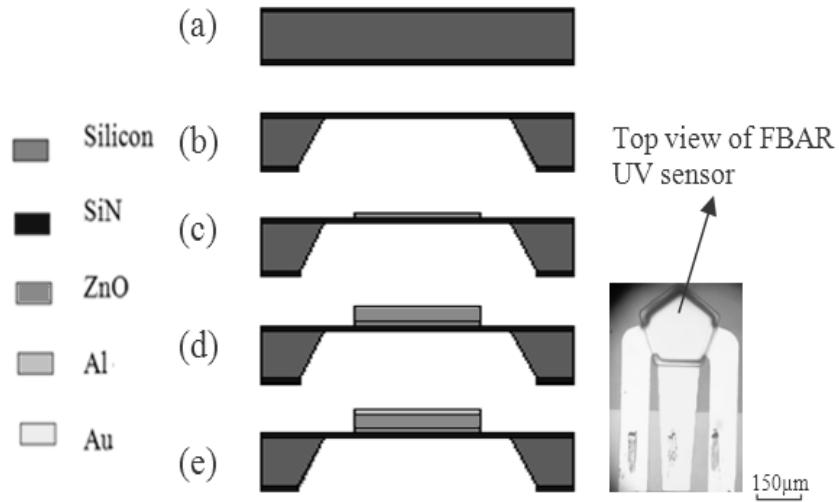 (a)
(b)
(c)
(d)
(e)
Silicon
SiN
ZnO
Al
Au
Top view of FBAR
UV sensor
150μm